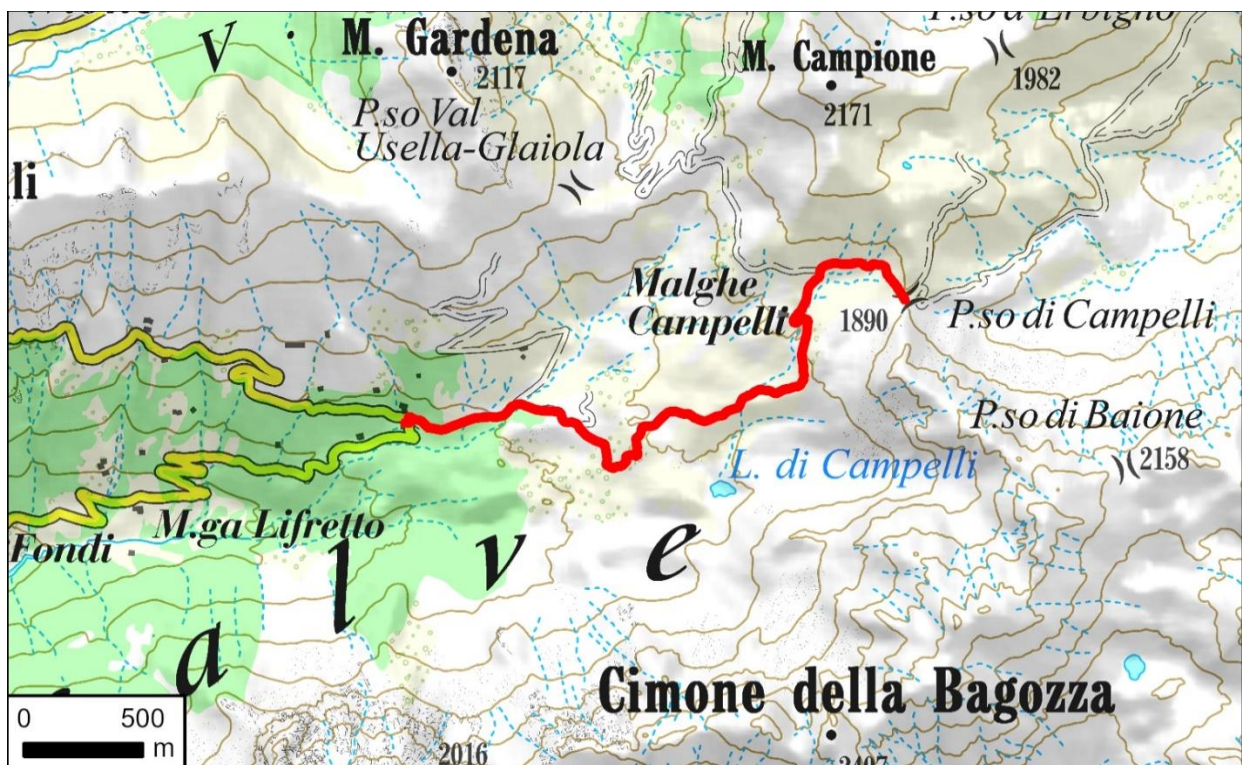 V
M. Gardena
2117
P.so Val
Usella-Glaiola
M. Campione
2171
1982
li
Malghe
Campelli
1890
P.so di Campelli
P.so di Baione
2158
L. di Campelli
M.ga Lifretto
Fondi
a l v e
Cimone della Bagozza
2016
0 500
m